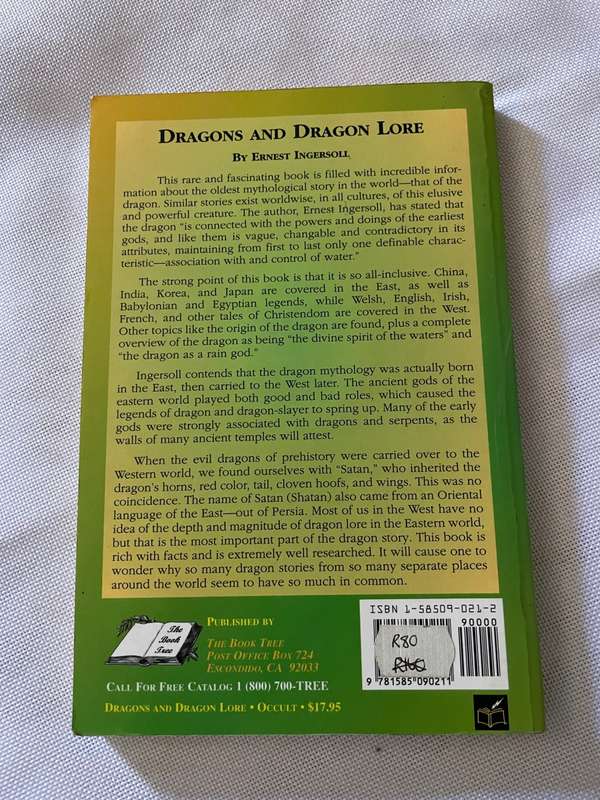 DRAGONS AND DRAGON LORE
BY ERNEST INGERSOLL
This rare and fascinating book is filled with incredible infor-
mation about the oldest mythological story in the world—that of the
dragon. Similar stories exist worldwise, in all cultures, of this elusive
and powerful creature. The author, Ernest Ingersoll, has stated that
the dragon "is connected with the powers and doings of the earliest
gods, and like them is vague, changable and contradictory in its
attributes, maintaining from first to last only one definable charac-
teristic—association with and control of water."
The strong point of this book is that it is so all-inclusive. China,
India, Korea, and Japan are covered in the East, as well as
Babylonian and Egyptian legends, while Welsh, English, Irish,
French, and other tales of Christendom are covered in the West.
Other topics like the origin of the dragon are found, plus a complete
overview of the dragon as being "the divine spirit of the waters" and
"the dragon as a rain god."
Ingersoll contends that the dragon mythology was actually born
in the East, then carried to the West later. The ancient gods of the
eastern world played both good and bad roles, which caused the
legends of dragon and dragon-slayer to spring up. Many of the early
gods were strongly associated with dragons and serpents, as the
walls of many ancient temples will attest.
When the evil dragons of prehistory were carried over to the
Western world, we found ourselves with "Satan," who inherited the
dragon's horns, red color, tail, cloven hoofs, and wings. This was no
coincidence. The name of Satan (Shatan) also came from an Oriental
language of the East—out of Persia. Most of us in the West have no
idea of the depth and magnitude of dragon lore in the Eastern world,
but that is the most important part of the dragon story. This book is
rich with facts and is extremely well researched. It will cause one to
wonder why so many dragon stories from so many separate places
around the world seem to have so much in common.
The
Book
Tree
PUBLISHED BY
THE BOOK TREE
POST OFFICE BOX 724
ESCONDIDO, CA 92033
CALL FOR FREE CATALOG 1 (800) 700-TREE
DRAGONS AND DRAGON LORE • OCCULT • $17.95
ISBN 1-58509-021-2
90000
R80
9 781585 090211